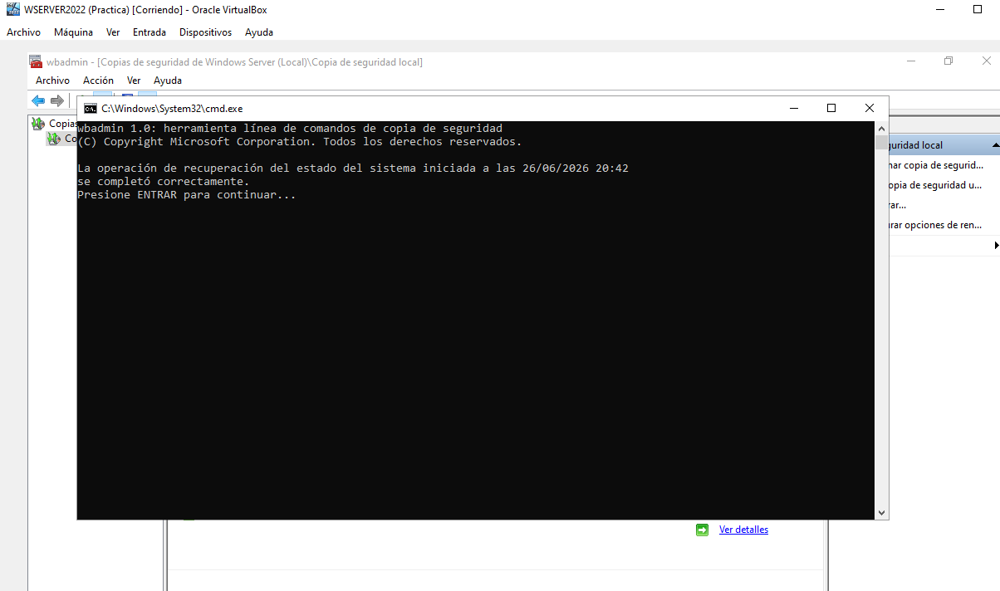 WSERVER2022 (Practica) [Corriendo] - Oracle VirtualBox
Archivo Máquina Ver Entrada Dispositivos Ayuda
wbadmin - [Copias de seguridad de Windows Server (Local)\Copia de seguridad local]
Archivo Acción Ver Ayuda
C:\Windows\System32\cmd.exe
Copias
Co
wbadmin 1.0: herramienta línea de comandos de copia de seguridad
(C) Copyright Microsoft Corporation. Todos los derechos reservados.
La operación de recuperación del estado del sistema iniciada a las 26/06/2026 20:42
se completó correctamente.
Presione ENTRAR para continuar...
guridad local
nar copia de segurid...
opia de seguridad u...
rar...
urar opciones de ren...
Ver detalles